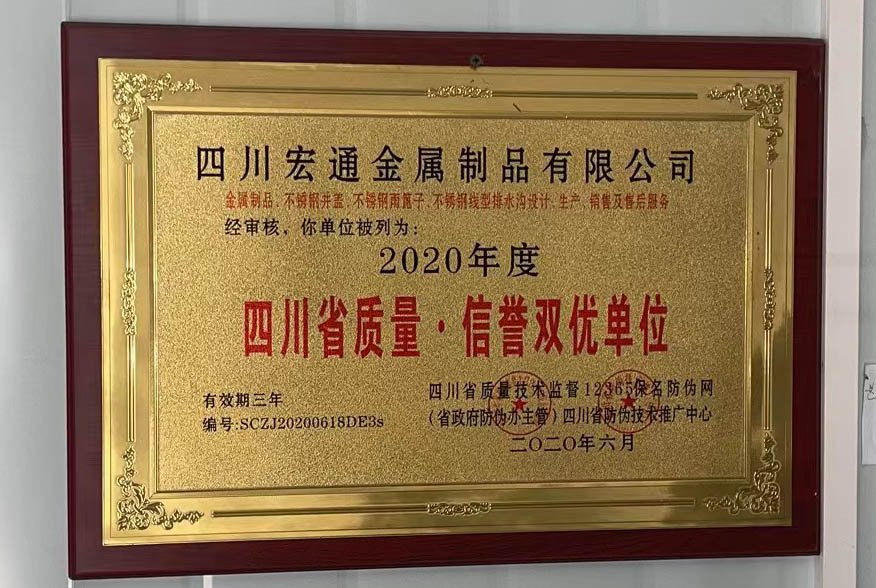 四川宏通金属制品有限公司
金属制品、不锈钢井盖、不锈钢雨篦子、不锈钢线型排水沟设计、生产、销售及售后服务
经审核，你单位被列为：
2020年度
四川省质量·信誉双优单位
有效期三年
编号:SCZJ20200618DE3s
四川省质量技术监督12365保名防伪网
(省政府防伪办主管)四川省防伪技术推广中心
二〇二〇年六月